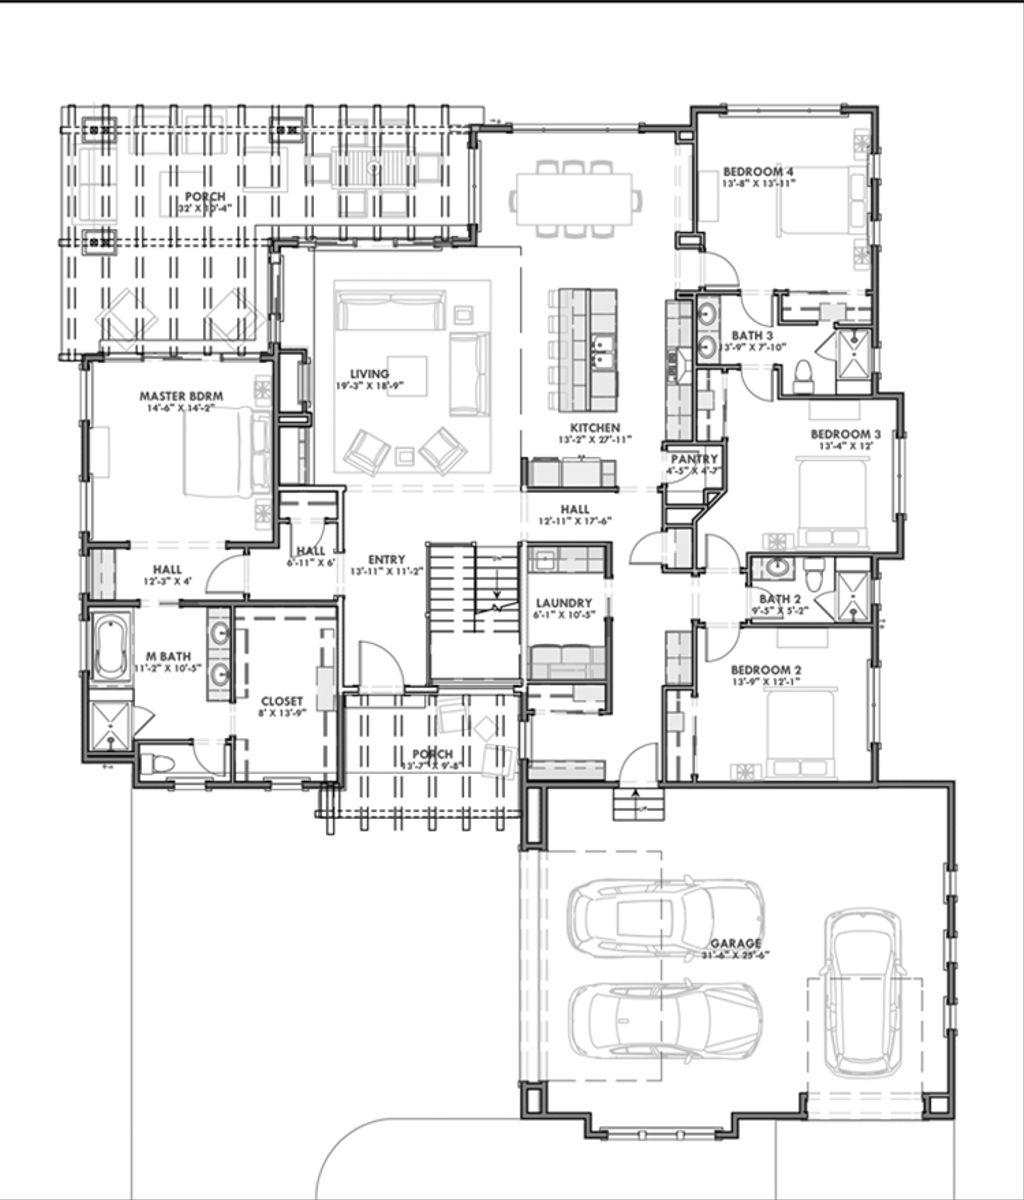 PORCH
32' X 10'-4"
BEDROOM 4
13'-8" X 13'-11"
BATH 3
13'-9" X 7'-10"
LIVING
19'-3" X 18'-9"
MASTER BDRM
14'-6" X 14'-2"
KITCHEN
13'-2" X 27'-11"
BEDROOM 3
13'-4" X 12'
PANTRY
4'-5" X 4'-7"
HALL
12'-11" X 17'-6"
HALL
6'-11" X 6'
ENTRY
13'-11" X 11'-2"
HALL
12'-3" X 4'
LAUNDRY
6'-1" X 10'-5"
BATH 2
9'-5" X 5'-2"
M BATH
11'-2" X 10'-5"
BEDROOM 2
13'-9" X 12'-1"
CLOSET
8' X 13'-9"
PORCH
13'-7" X 9'-8"
UP
GARAGE
31'-6" X 25'-6"